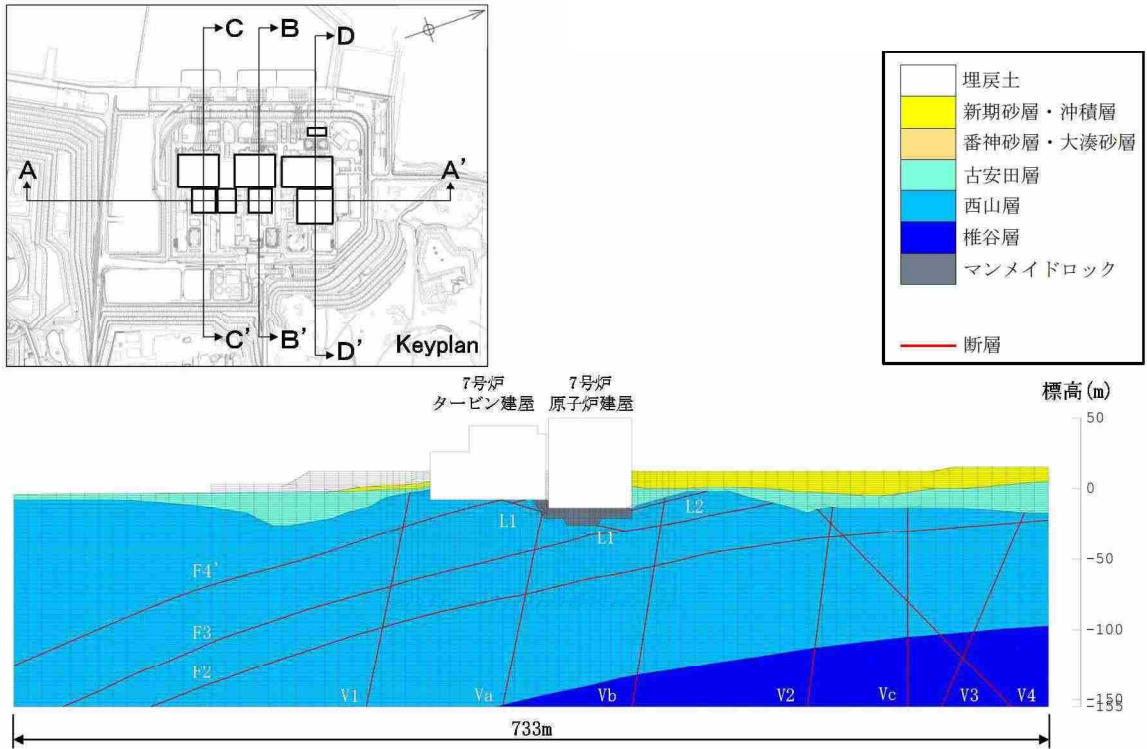 C B D
A A'
C' B' D' Keyplan
埋戻土
新期砂層・沖積層
番神砂層・大湊砂層
古安田層
西山層
椎谷層
マンメイドロック
断層
7号炉
タービン建屋
7号炉
原子炉建屋
標高(m)
50
0
-50
-100
-150
-155
L1 L1' L2
F4'
F3
F2
V1 Va Vb V2 Vc V3 V4
733m